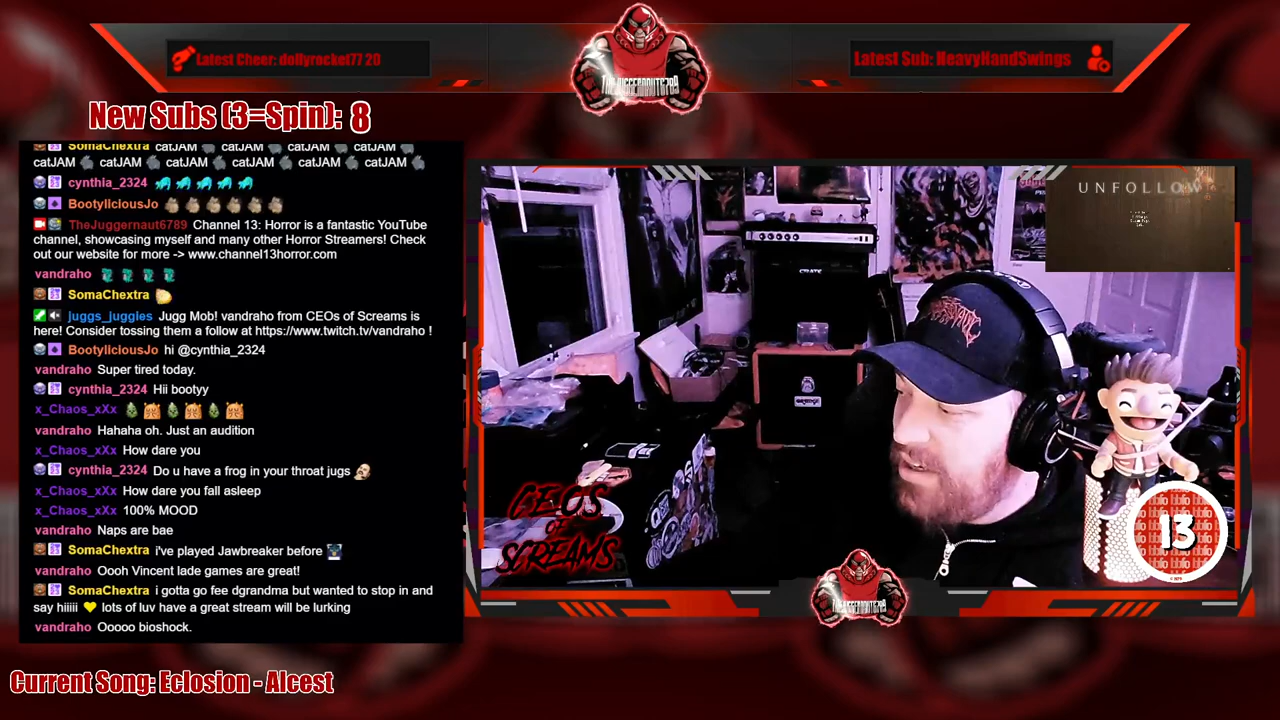 Latest Cheer: dollyrocket77 20
THEJUGGERNAUT6789
Latest Sub: HeavyHandSwings
New Subs (3=Spin): 8
SomaChextra catJAM catJAM catJAM catJAM
catJAM catJAM catJAM catJAM catJAM catJAM
cynthia_2324
BootyliciousJo
TheJuggernaut6789 Channel 13: Horror is a fantastic YouTube
channel, showcasing myself and many other Horror Streamers! Check
out our website for more -> www.channel13horror.com
vandraho
SomaChextra
juggs_juggies Jugg Mob! vandraho from CEOs of Screams is
here! Consider tossing them a follow at https://www.twitch.tv/vandraho !
BootyliciousJo hi @cynthia_2324
vandraho Super tired today.
cynthia_2324 Hii bootyy
x_Chaos_xXx
vandraho Hahaha oh. Just an audition
x_Chaos_xXx How dare you
cynthia_2324 Do u have a frog in your throat jugs
x_Chaos_xXx How dare you fall asleep
x_Chaos_xXx 100% MOOD
vandraho Naps are bae
SomaChextra i've played Jawbreaker before
vandraho Oooh Vincent lade games are great!
SomaChextra i gotta go fee dgrandma but wanted to stop in and
say hiiiii lots of luv have a great stream will be lurking
vandraho Ooooo bioshock.
UNFOLLOW
CRATE
ORANGE
CEO'S
OF
SCREAMS
13
THEJUGGERNAUT6789
Current Song: Eclosion - Alcest